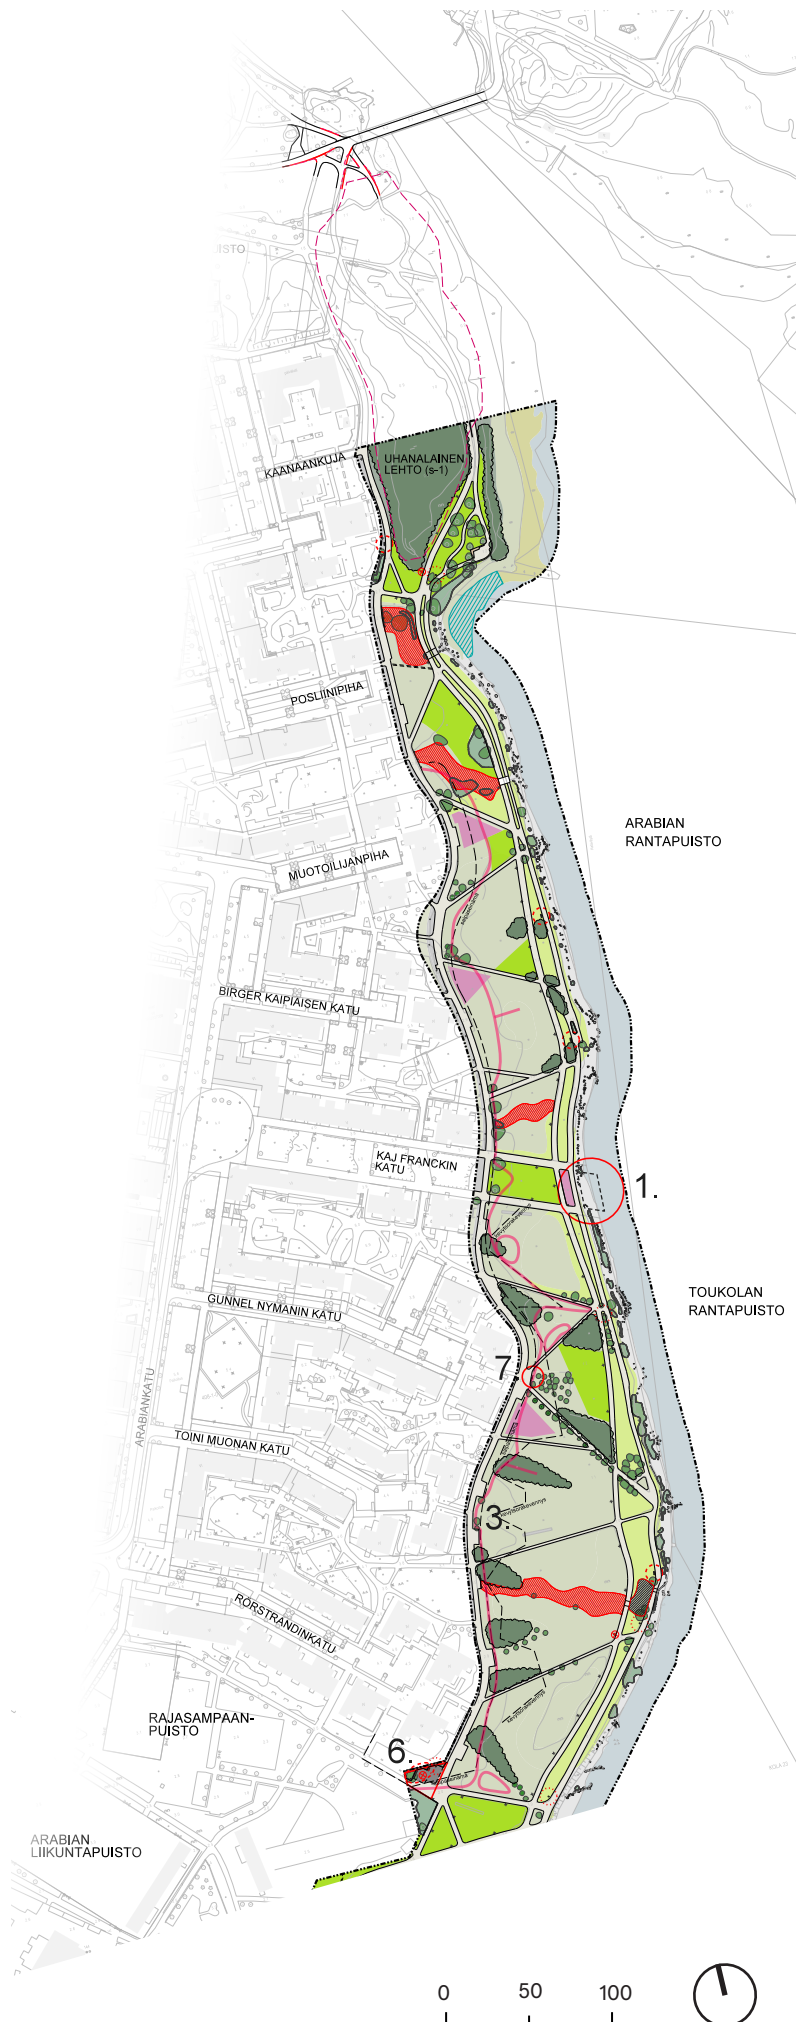 ISTO
KAANAANKUJA
UHANALAINEN
LEHTO (s-1)
POSLIINIPIHA
ARABIAN
RANTAPUISTO
MUOTOILIJANPIHA
BIRGER KAIPIAISEN KATU
KAJ FRANCKIN
KATU
1.
TOUKOLAN
RANTAPUISTO
GUNNEL NYMANIN KATU
7.
ARABIANKATU
TOINI MUONAN KATU
3.
RÖRSTRANDINKATU
RAJASAMPAAN-
PUISTO
6.
ARABIAN
LIIKUNTAPUISTO
0 50 100